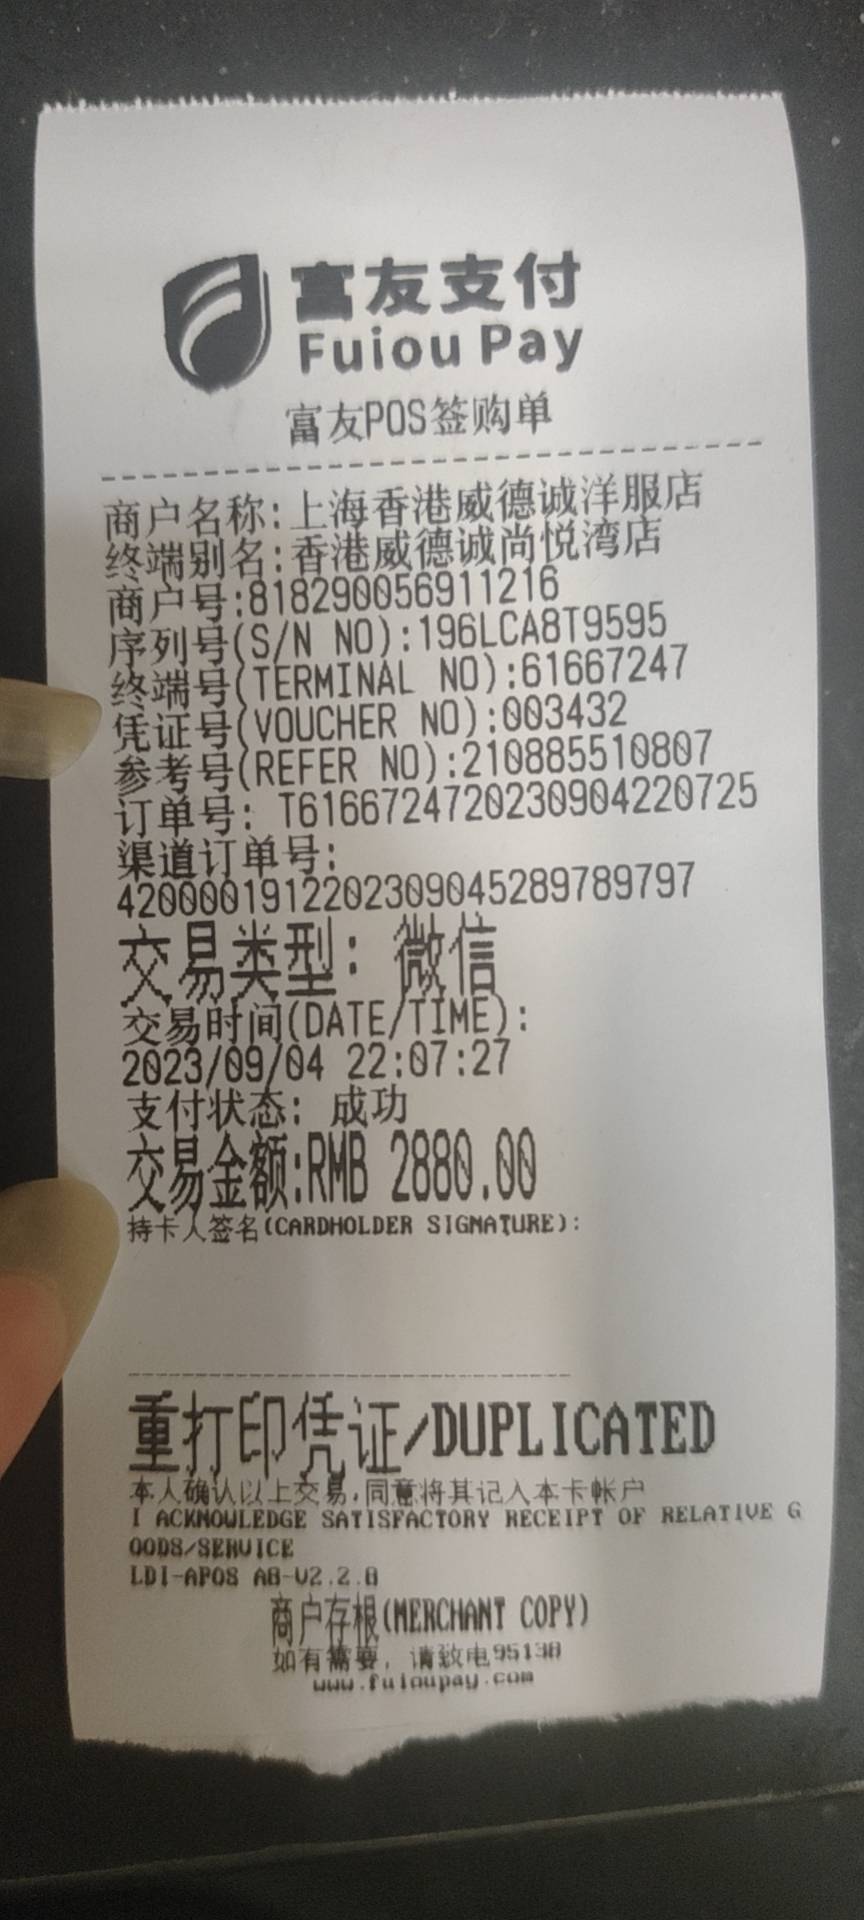 富友支付
Fuiou Pay
富友POS签购单
商户名称:上海香港威德诚洋服店
终端别名:香港威德诚尚悦湾店
商户号:818290056911216
序列号(S/N NO):196LCA8T9595
终端号(TERMINAL NO):61667247
凭证号(VOUCHER NO):003432
参考号(REFER NO):210885510807
订单号: T6166724720230904220725
渠道订单号:
4200001912202309045289789797
交易类型: 微信
交易时间(DATE/TIME):
2023/09/04 22:07:27
支付状态: 成功
交易金额:RMB 2880.00
持卡人签名(CARDHOLDER SIGNATURE):
重打印凭证/DUPLICATED
本人确认以上交易,同意将其记入本卡帐户
I ACKNOWLEDGE SATISFACTORY RECEIPT OF RELATIVE G
OODS/SERVICE
LDI-APOS A8-V2.2.8
商户存根(MERCHANT COPY)
如有需要, 请致电95138
www.fuioupay.com